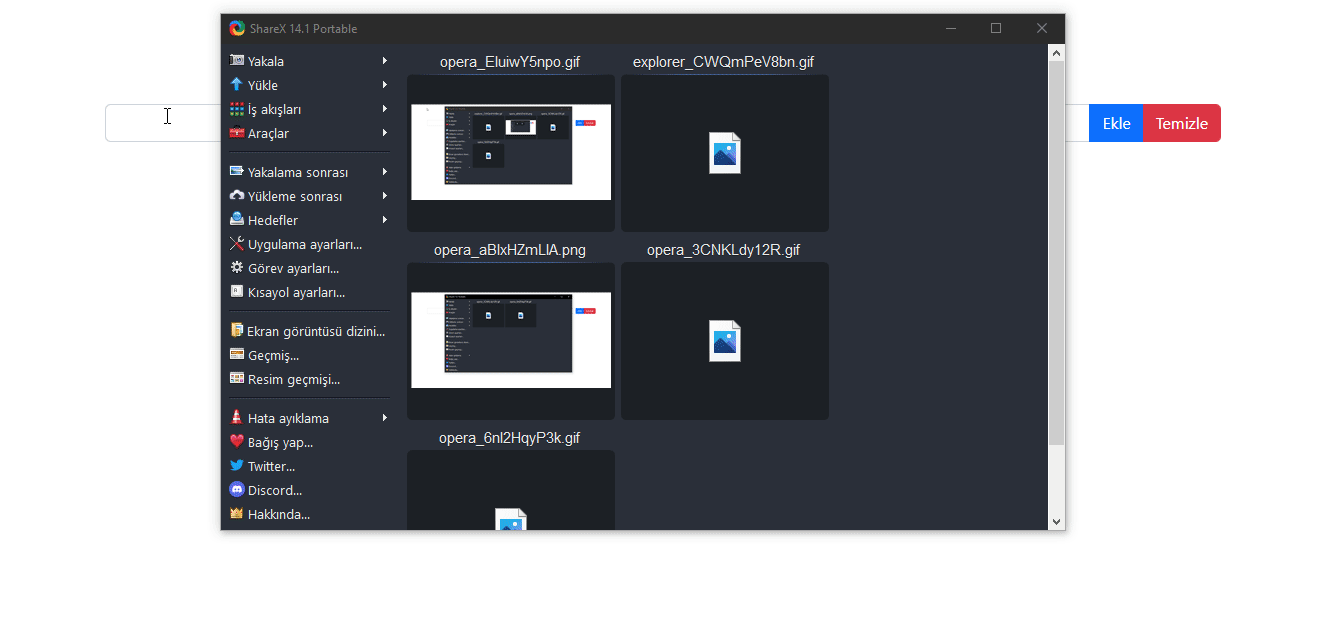 ShareX 14.1 Portable
Yakala
Yükle
İş akışları
Araçlar
Yakalama sonrası
Yükleme sonrası
Hedefler
Uygulama ayarları...
Görev ayarları...
Kısayol ayarları...
Ekran görüntüsü dizini...
Geçmiş...
Resim geçmişi...
Hata ayıklama
Bağış yap...
Twitter...
Discord...
Hakkında...
opera_EluiwY5npo.gif
explorer_CWQmPeV8bn.gif
opera_aBlxHZmLlA.png
opera_3CNKLdy12R.gif
opera_6nl2HqyP3k.gif
Ekle
Temizle